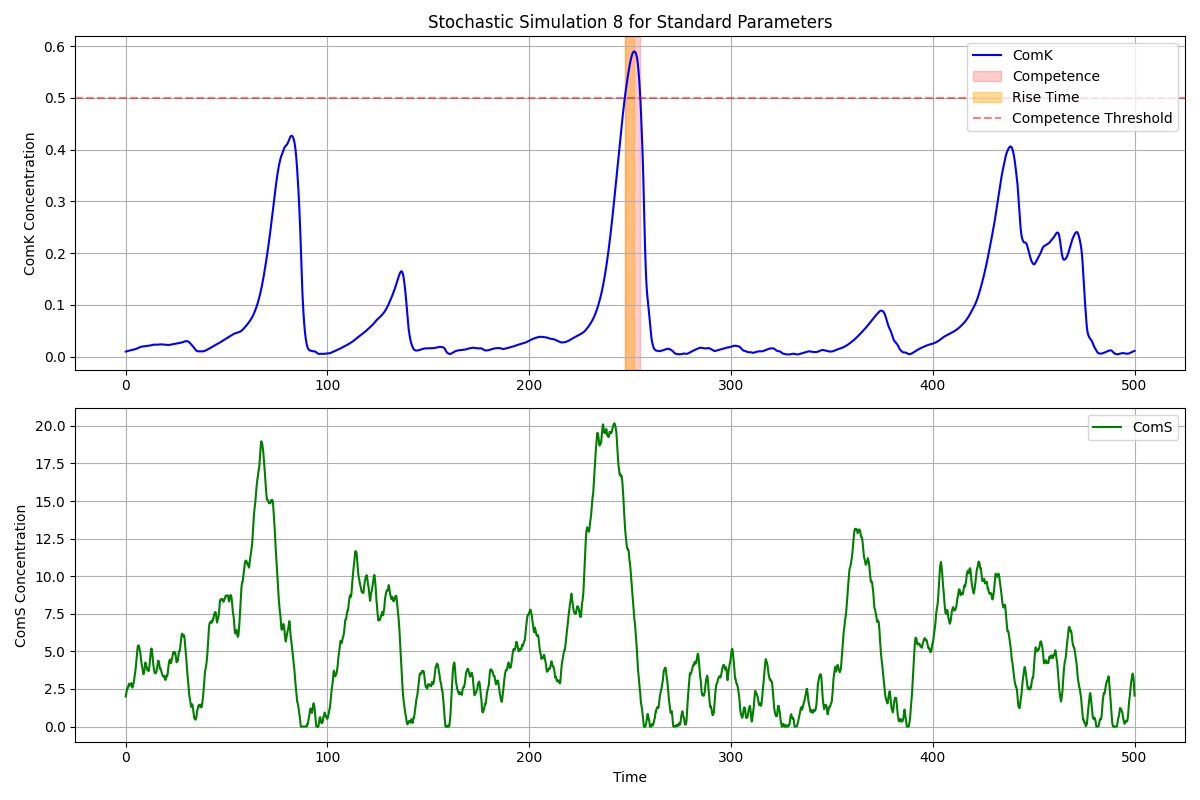 Stochastic Simulation 8 for Standard Parameters
ComK Concentration
0.6
0.5
0.4
0.3
0.2
0.1
0.0
ComK
Competence
Rise Time
Competence Threshold
0 100 200 300 400 500
ComS Concentration
20.0
17.5
15.0
12.5
10.0
7.5
5.0
2.5
0.0
ComS
0 100 200 300 400 500
Time